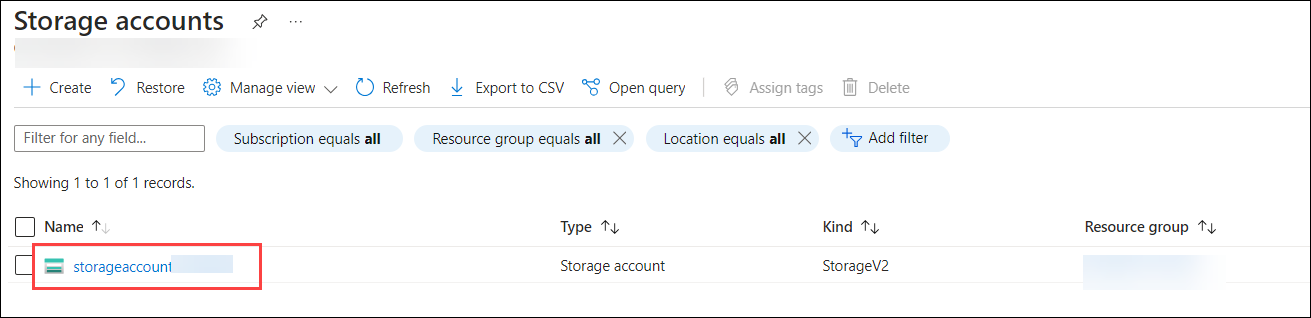 Storage accounts
Create Restore Manage view Refresh Export to CSV Open query Assign tags Delete
Filter for any field... Subscription equals all Resource group equals all Location equals all Add filter
Showing 1 to 1 of 1 records.
Name Type Kind Resource group
storageaccount Storage account StorageV2